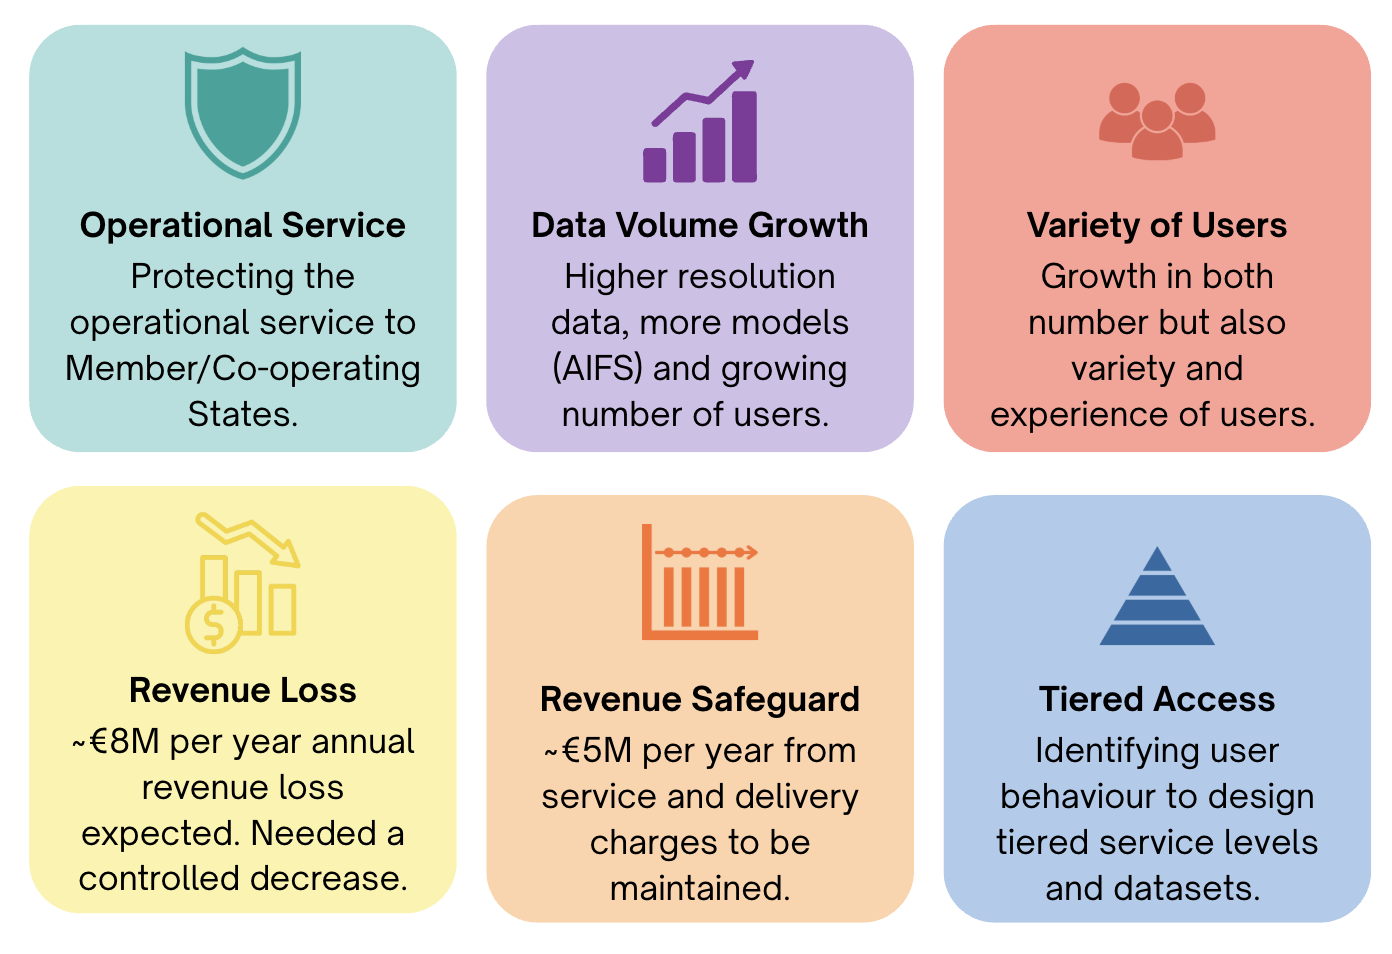 Operational Service
Protecting the
operational service to
Member/Co-operating
States.
Data Volume Growth
Higher resolution
data, more models
(AIFS) and growing
number of users.
Variety of Users
Growth in both
number but also
variety and
experience of users.
$
Revenue Loss
~€8M per year annual
revenue loss
expected. Needed a
controlled decrease.
Revenue Safeguard
~€5M per year from
service and delivery
charges to be
maintained.
Tiered Access
Identifying user
behaviour to design
tiered service levels
and datasets.